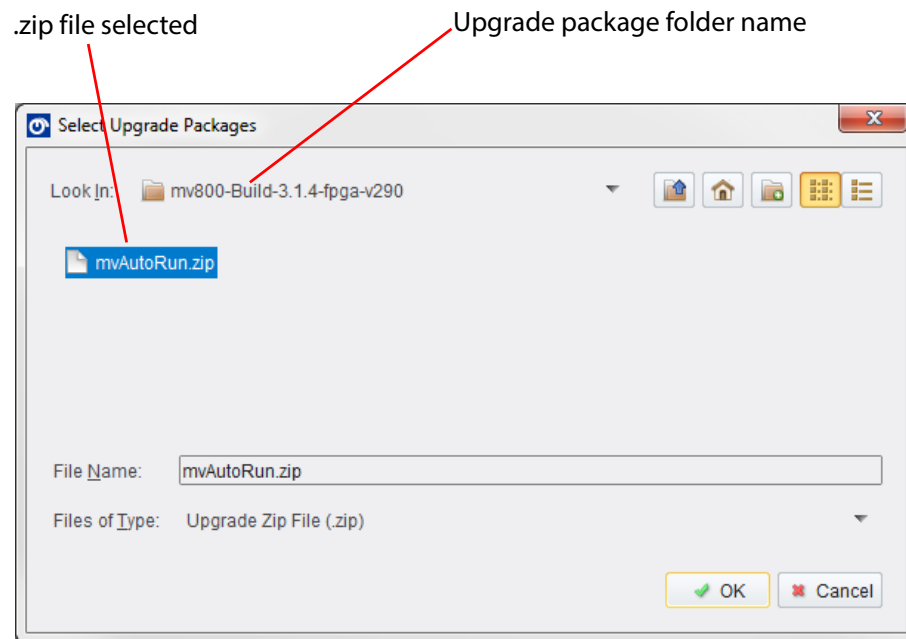 .zip file selected
Upgrade package folder name
Select Upgrade Packages
Look In: mv800-Build-3.1.4-fpga-v290
mvAutoRun.zip
File Name: mvAutoRun.zip
Files of Type: Upgrade Zip File (.zip)
OK Cancel